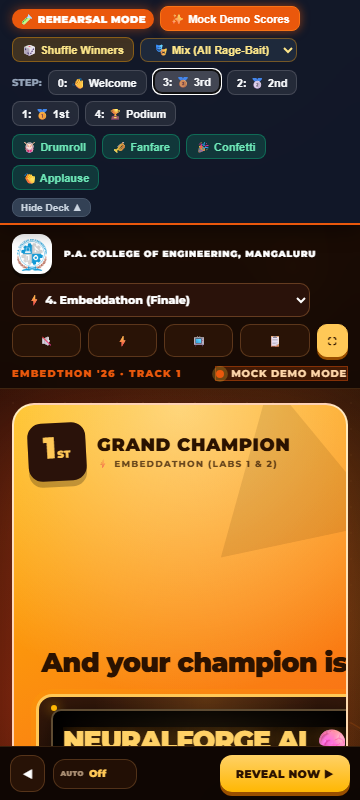 🧪 REHEARSAL MODE
✨ Mock Demo Scores
🎲 Shuffle Winners
🎭 Mix (All Rage-Bait)
STEP:
0: 👋 Welcome
3: 🥉 3rd
2: 🥈 2nd
1: 🥇 1st
4: 🏆 Podium
🥁 Drumroll
🎺 Fanfare
🎉 Confetti
👏 Applause
Hide Deck ▲
P.A. COLLEGE OF ENGINEERING, MANGALURU
⚡ 4. Embeddathon (Finale)
EMBEDTHON '26 · TRACK 1
MOCK DEMO MODE
1ST
GRAND CHAMPION
⚡ EMBEDDATHON (LABS 1 & 2)
And your champion is
NEURALFORGE AI
◀
AUTO Off
REVEAL NOW ▶